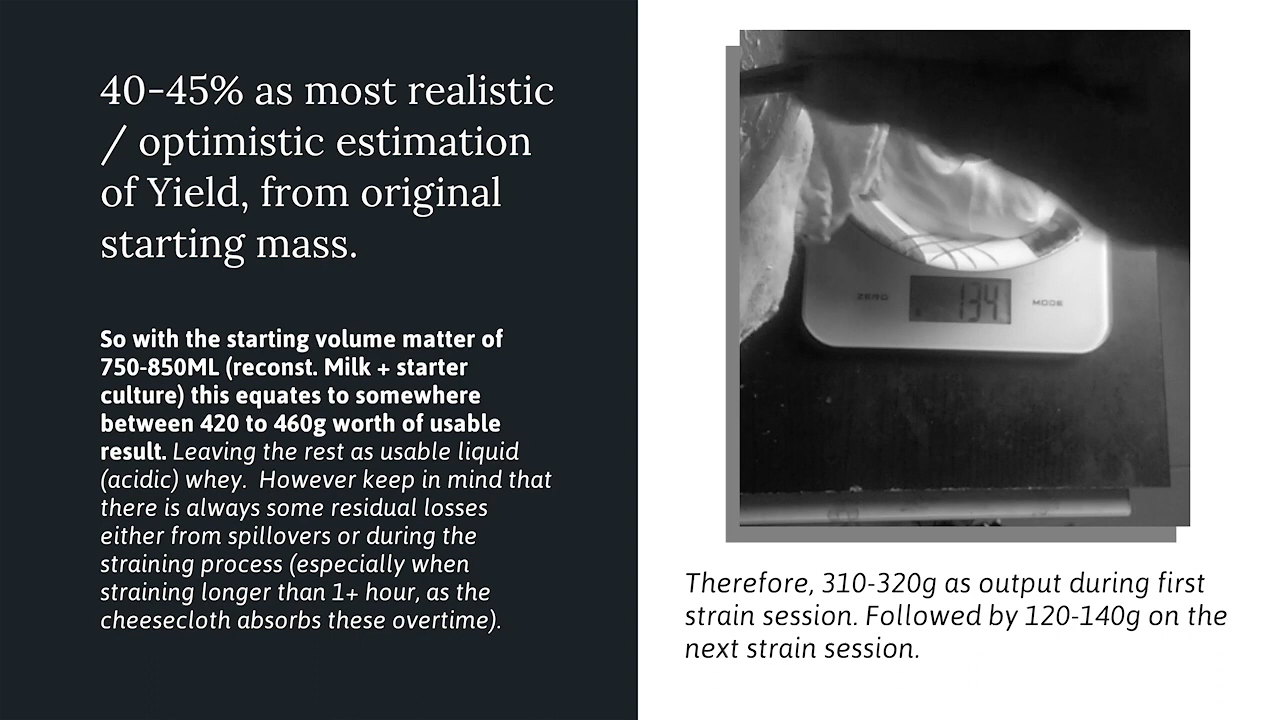 40-45% as most realistic
/ optimistic estimation
of Yield, from original
starting mass.
So with the starting volume matter of
750-850ML (reconst. Milk + starter
culture) this equates to somewhere
between 420 to 460g worth of usable
result. Leaving the rest as usable liquid
(acidic) whey.  However keep in mind that
there is always some residual losses
either from spillovers or during the
straining process (especially when
straining longer than 1+ hour, as the
cheesecloth absorbs these overtime).
ZERO
134
MODE
Therefore, 310-320g as output during first
strain session. Followed by 120-140g on the
next strain session.